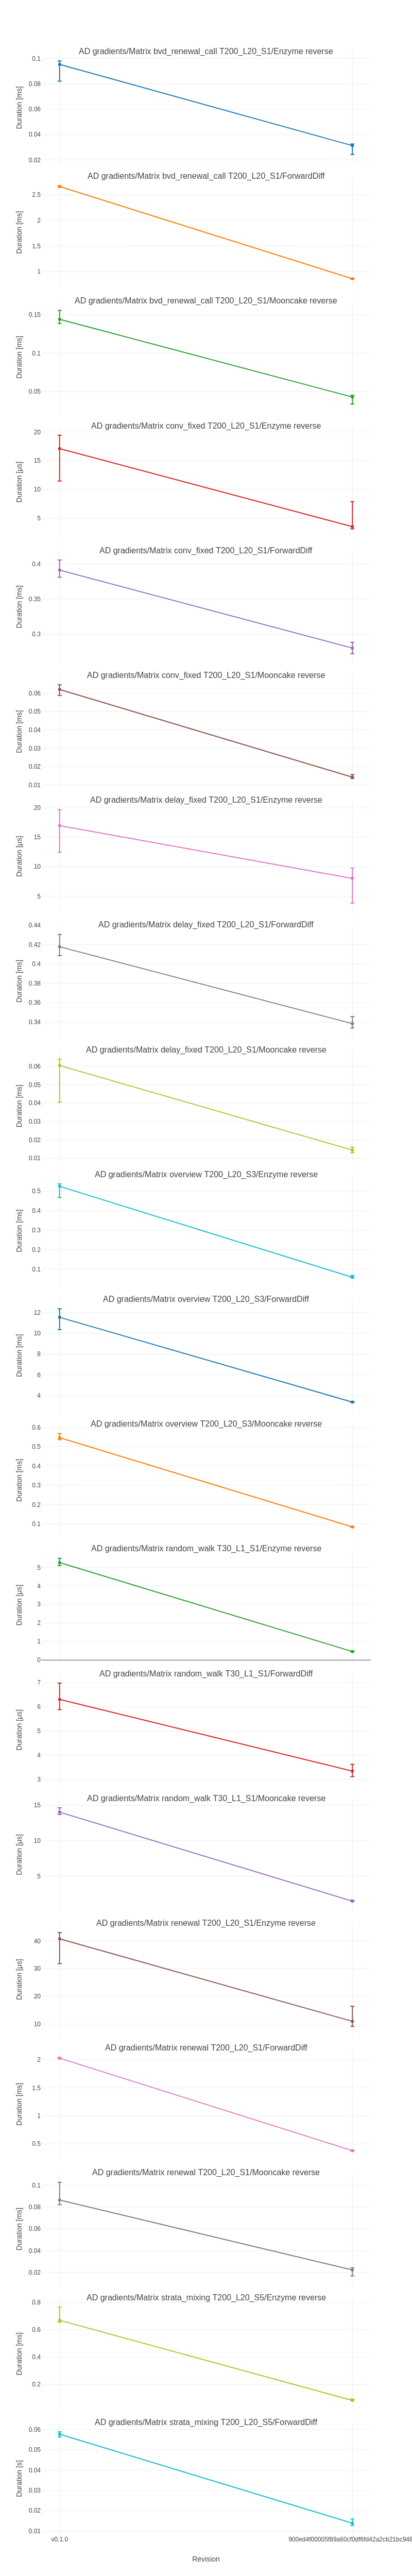 AD gradients/Matrix bvd_renewal_call T200_L20_S1/Enzyme reverse
Duration [ms]
0.1
0.08
0.06
0.04
0.02
AD gradients/Matrix bvd_renewal_call T200_L20_S1/ForwardDiff
Duration [ms]
2.5
2
1.5
1
AD gradients/Matrix bvd_renewal_call T200_L20_S1/Mooncake reverse
Duration [ms]
0.15
0.1
0.05
AD gradients/Matrix conv_fixed T200_L20_S1/Enzyme reverse
Duration [μs]
20
15
10
5
AD gradients/Matrix conv_fixed T200_L20_S1/ForwardDiff
Duration [ms]
0.4
0.35
0.3
AD gradients/Matrix conv_fixed T200_L20_S1/Mooncake reverse
Duration [ms]
0.06
0.05
0.04
0.03
0.02
0.01
AD gradients/Matrix delay_fixed T200_L20_S1/Enzyme reverse
Duration [μs]
20
15
10
5
AD gradients/Matrix delay_fixed T200_L20_S1/ForwardDiff
Duration [ms]
0.44
0.42
0.4
0.38
0.36
0.34
AD gradients/Matrix delay_fixed T200_L20_S1/Mooncake reverse
Duration [ms]
0.06
0.05
0.04
0.03
0.02
0.01
AD gradients/Matrix overview T200_L20_S3/Enzyme reverse
Duration [ms]
0.5
0.4
0.3
0.2
0.1
AD gradients/Matrix overview T200_L20_S3/ForwardDiff
Duration [ms]
12
10
8
6
4
AD gradients/Matrix overview T200_L20_S3/Mooncake reverse
Duration [ms]
0.6
0.5
0.4
0.3
0.2
0.1
AD gradients/Matrix random_walk T30_L1_S1/Enzyme reverse
Duration [μs]
5
4
3
2
1
0
AD gradients/Matrix random_walk T30_L1_S1/ForwardDiff
Duration [μs]
7
6
5
4
3
AD gradients/Matrix random_walk T30_L1_S1/Mooncake reverse
Duration [μs]
15
10
5
AD gradients/Matrix renewal T200_L20_S1/Enzyme reverse
Duration [μs]
40
30
20
10
AD gradients/Matrix renewal T200_L20_S1/ForwardDiff
Duration [ms]
2
1.5
1
0.5
AD gradients/Matrix renewal T200_L20_S1/Mooncake reverse
Duration [ms]
0.1
0.08
0.06
0.04
0.02
AD gradients/Matrix strata_mixing T200_L20_S5/Enzyme reverse
Duration [ms]
0.8
0.6
0.4
0.2
AD gradients/Matrix strata_mixing T200_L20_S5/ForwardDiff
Duration [s]
0.06
0.05
0.04
0.03
0.02
0.01
v0.1.0
900ed4f00005f89a60cf0df6fd42a2cb21bc948
Revision